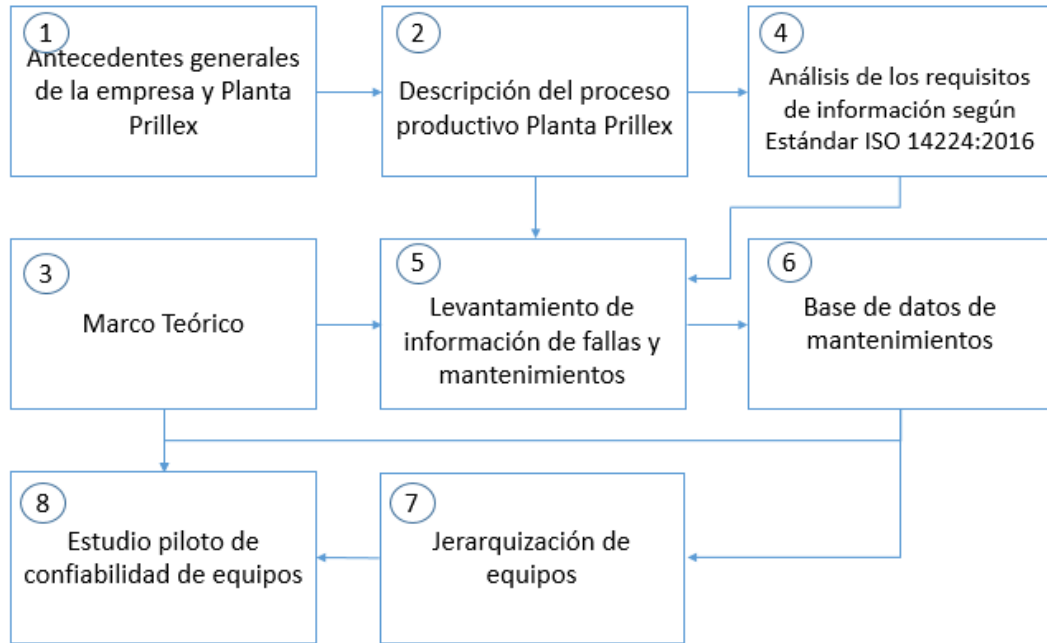 1
Antecedentes generales
de la empresa y Planta
Prillex
2
Descripción del proceso
productivo Planta Prillex
4
Análisis de los requisitos
de información según
Estándar ISO 14224:2016
3
Marco Teórico
5
Levantamiento de
información de fallas y
mantenimientos
6
Base de datos de
mantenimientos
8
Estudio piloto de
confiabilidad de equipos
7
Jerarquización de
equipos